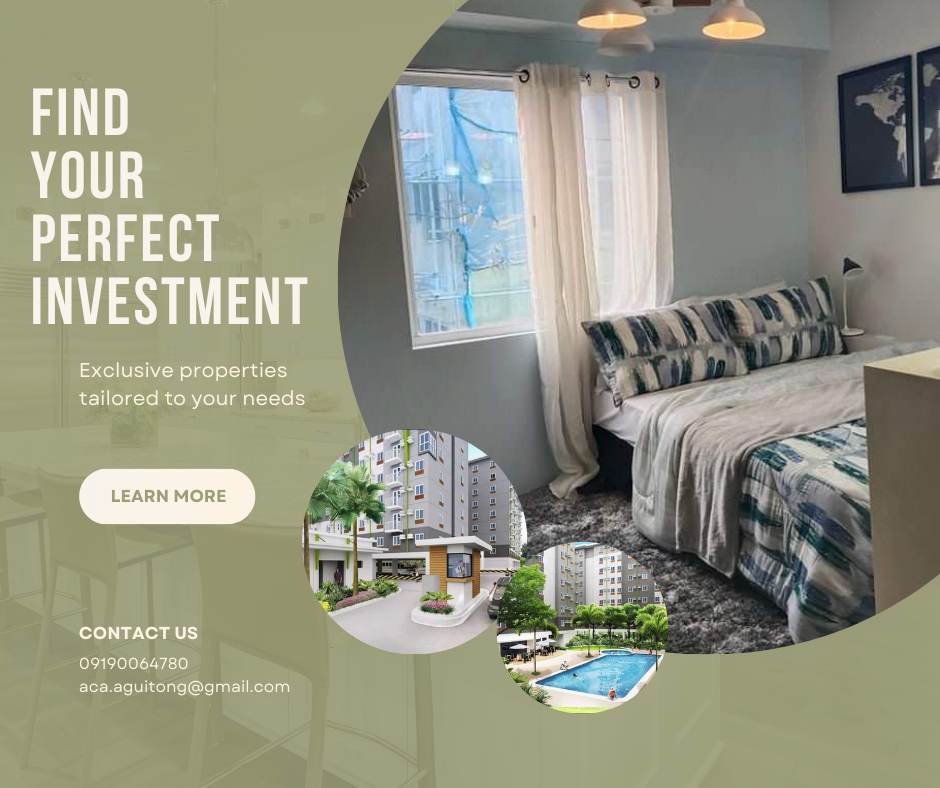 FIND
YOUR
PERFECT
INVESTMENT
Exclusive properties
tailored to your needs
LEARN MORE
CONTACT US
09190064780
aca.aguitong@gmail.com